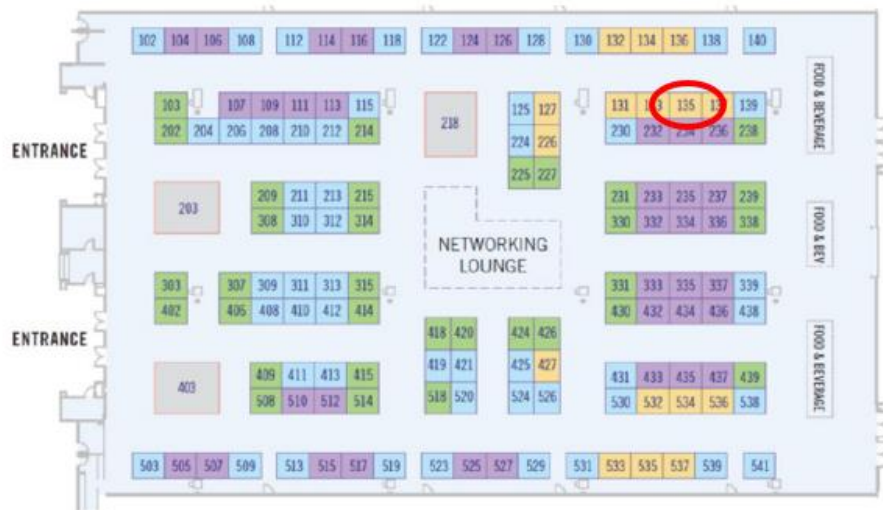 102 104 106 108 112 114 116 118 122 124 126 128 130 132 134 136 138 140
FOOD & BEVERAGE
103 107 109 111 113 115 125 127 131 135 139
202 204 206 208 210 212 214 218 224 226 230 232 234 236 238
ENTRANCE
225 227
203 209 211 213 215 231 233 235 237 239
308 310 312 314 330 332 334 336 338
FOOD & BEV
NETWORKING
LOUNGE
303 307 309 311 313 315 331 333 335 337 339
402 406 408 410 412 414 430 432 434 436 438
ENTRANCE
418 420 424 426
FOOD & BEVERAGE
403 409 411 413 415 419 421 425 427 431 433 435 437 439
508 510 512 514 518 520 524 526 530 532 534 536 538
503 505 507 509 513 515 517 519 523 525 527 529 531 533 535 537 539 541